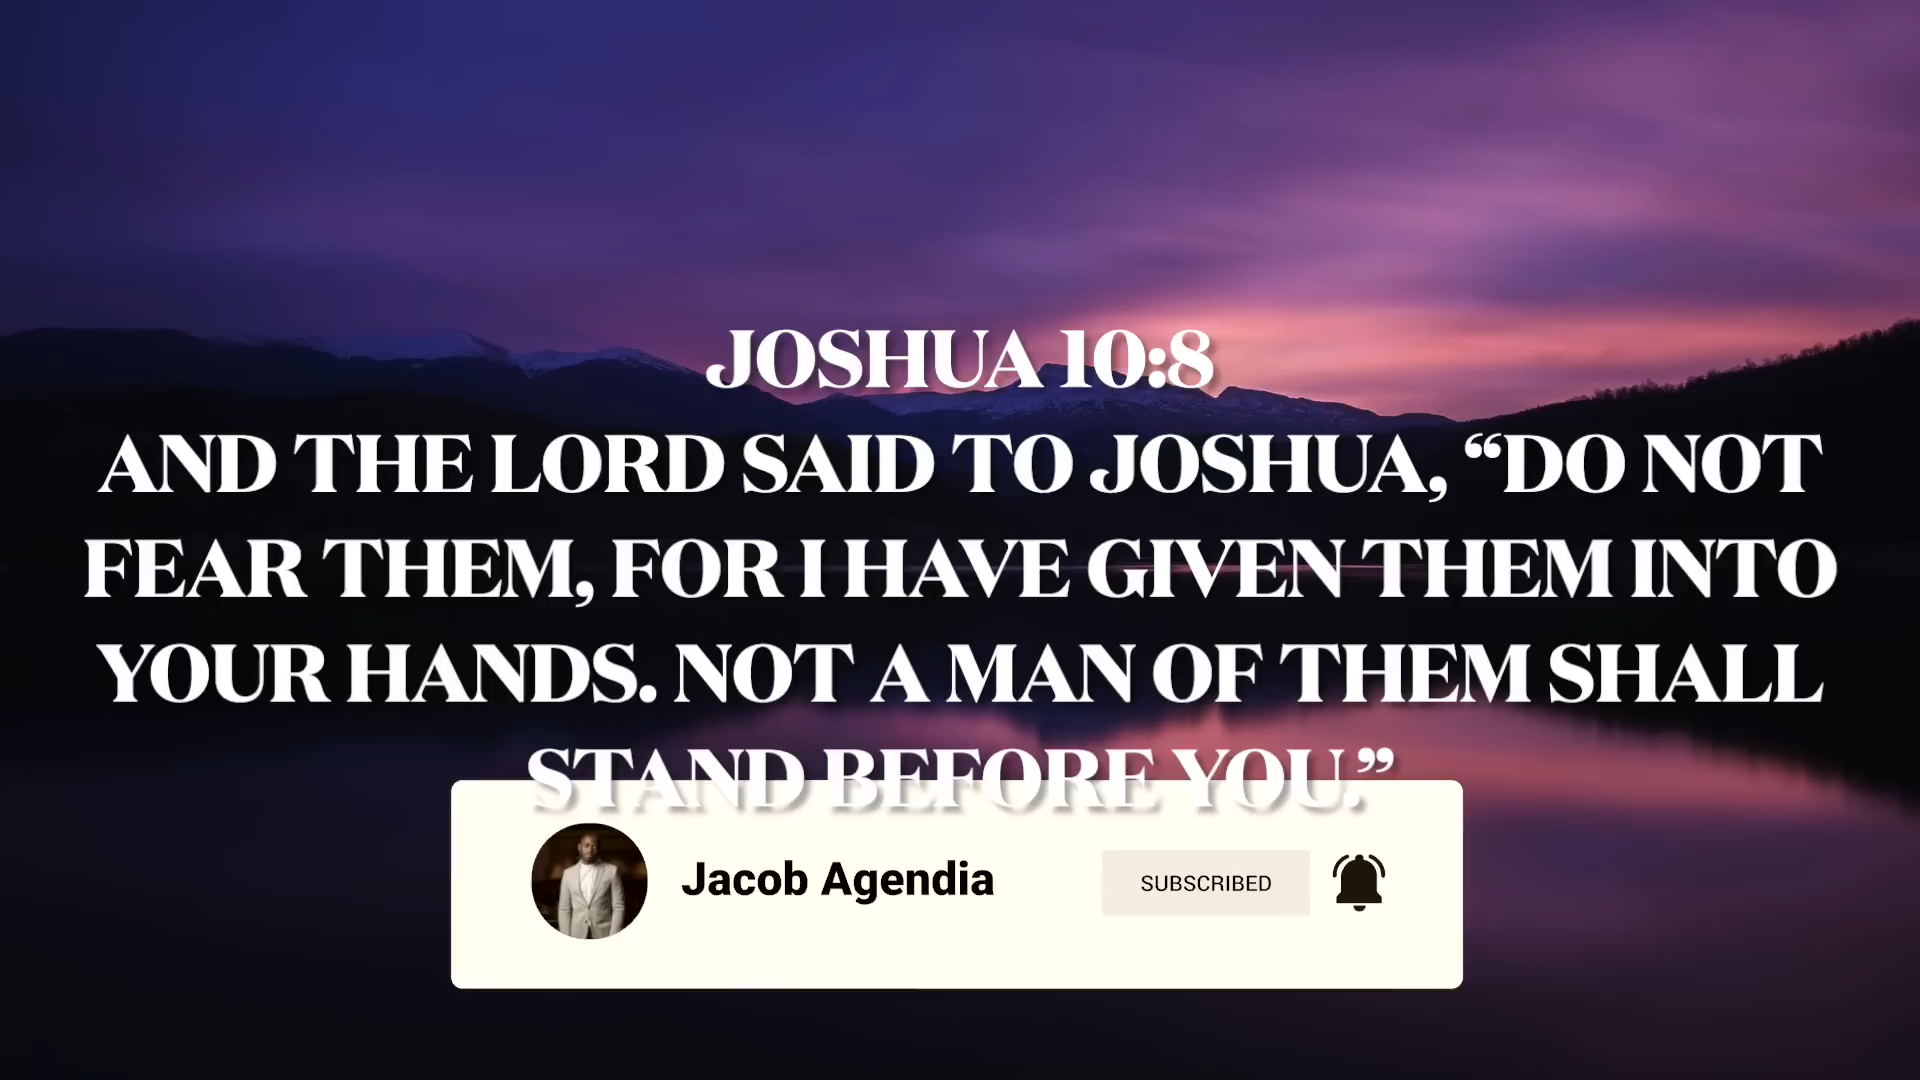 JOSHUA 10:8
AND THE LORD SAID TO JOSHUA, “DO NOT
FEAR THEM, FOR I HAVE GIVEN THEM INTO
YOUR HANDS. NOT A MAN OF THEM SHALL
STAND BEFORE YOU.”
Jacob Agendia
SUBSCRIBED